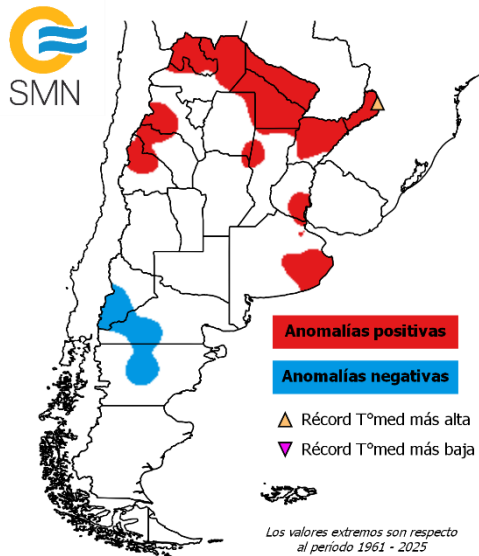 SMN
Anomalías positivas
Anomalías negativas
Récord T°med más alta
Récord T°med más baja
Los valores extremos son respecto
al período 1961 - 2025